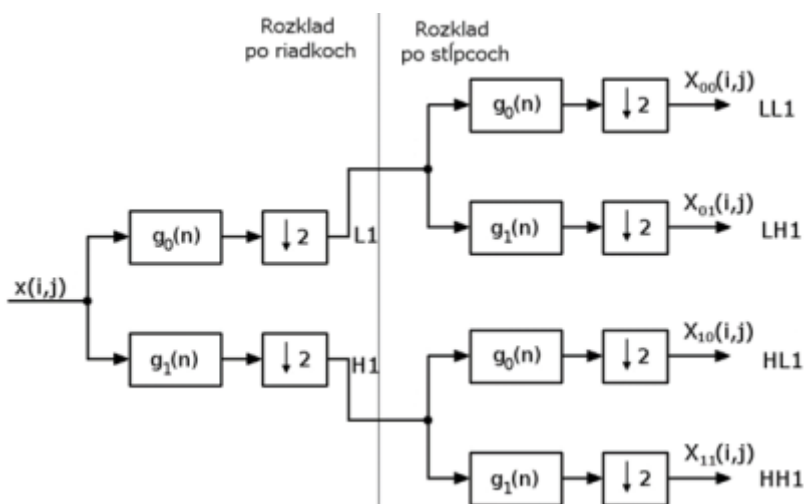 Rozklad
po riadkoch
Rozklad
po stĺpcoch
g₀(n)
↓ 2
X₀₀(i,j)
LL1
g₁(n)
↓ 2
X₀₁(i,j)
LH1
g₀(n)
↓ 2
L1
x(i,j)
g₁(n)
↓ 2
H1
g₀(n)
↓ 2
X₁₀(i,j)
HL1
g₁(n)
↓ 2
X₁₁(i,j)
HH1